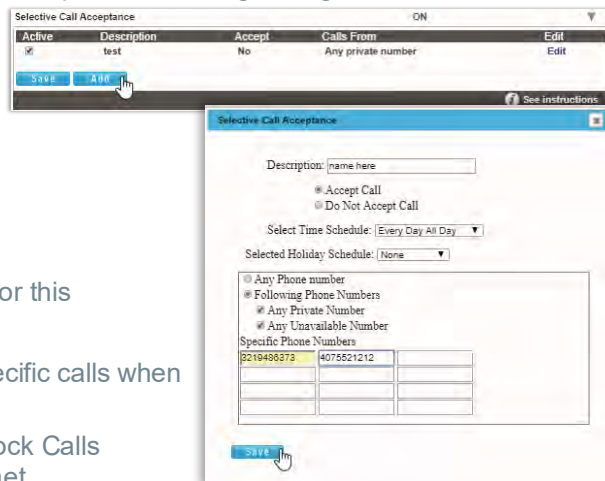 Selective Call Acceptance ON
Active Description Accept Calls From Edit
test No Any private number Edit
Save Add
See instructions
Selective Call Acceptance
Description: name here
Accept Call
Do Not Accept Call
Select Time Schedule: Every Day All Day
Selected Holiday Schedule: None
Any Phone number
Following Phone Numbers
Any Private Number
Any Unavailable Number
Specific Phone Numbers
3219486373 4075521212
Save
or this
ecific calls when
ock Calls